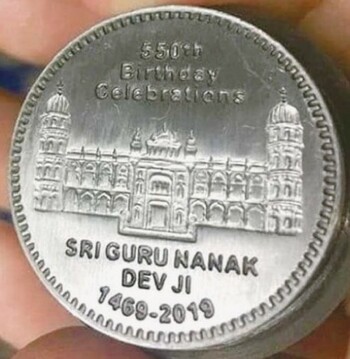 550th
Birthday
Celebrations
SRI GURU NANAK
DEV JI
1469-2019